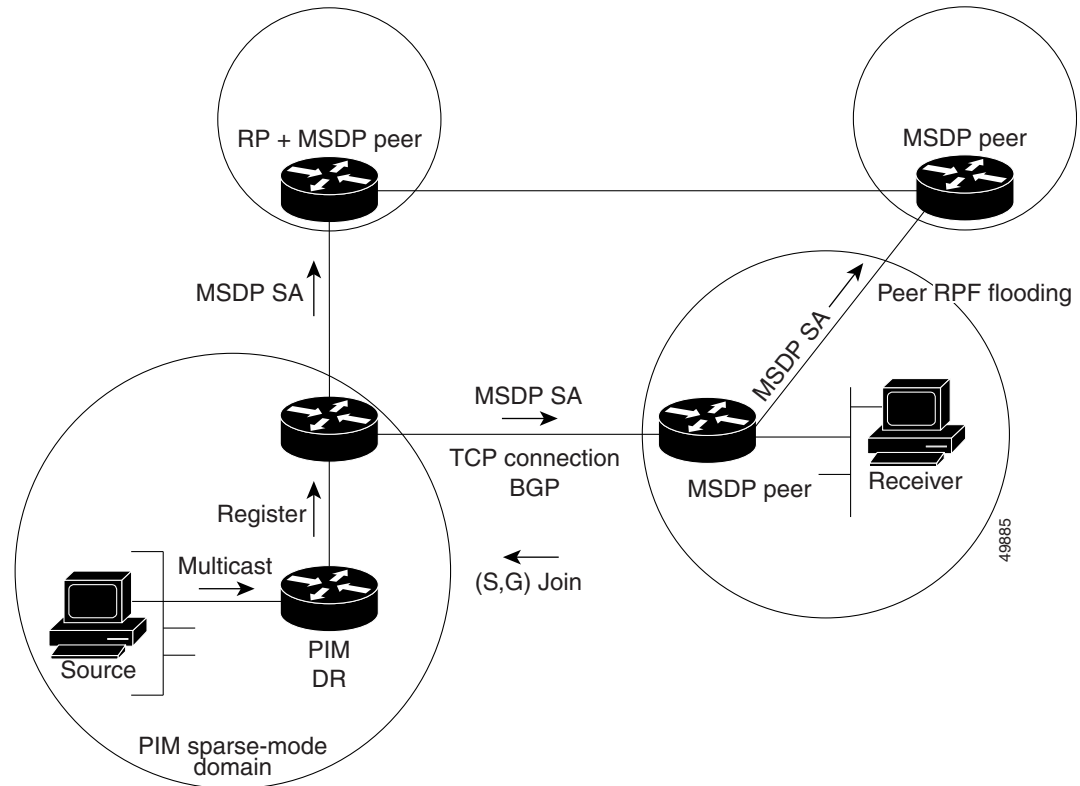 RP + MSDP peer
MSDP peer
MSDP SA
Peer RPF flooding
MSDP SA
MSDP SA
TCP connection
BGP
MSDP peer
Receiver
Register
49885
Multicast
(S,G) Join
Source
PIM
DR
PIM sparse-mode
domain